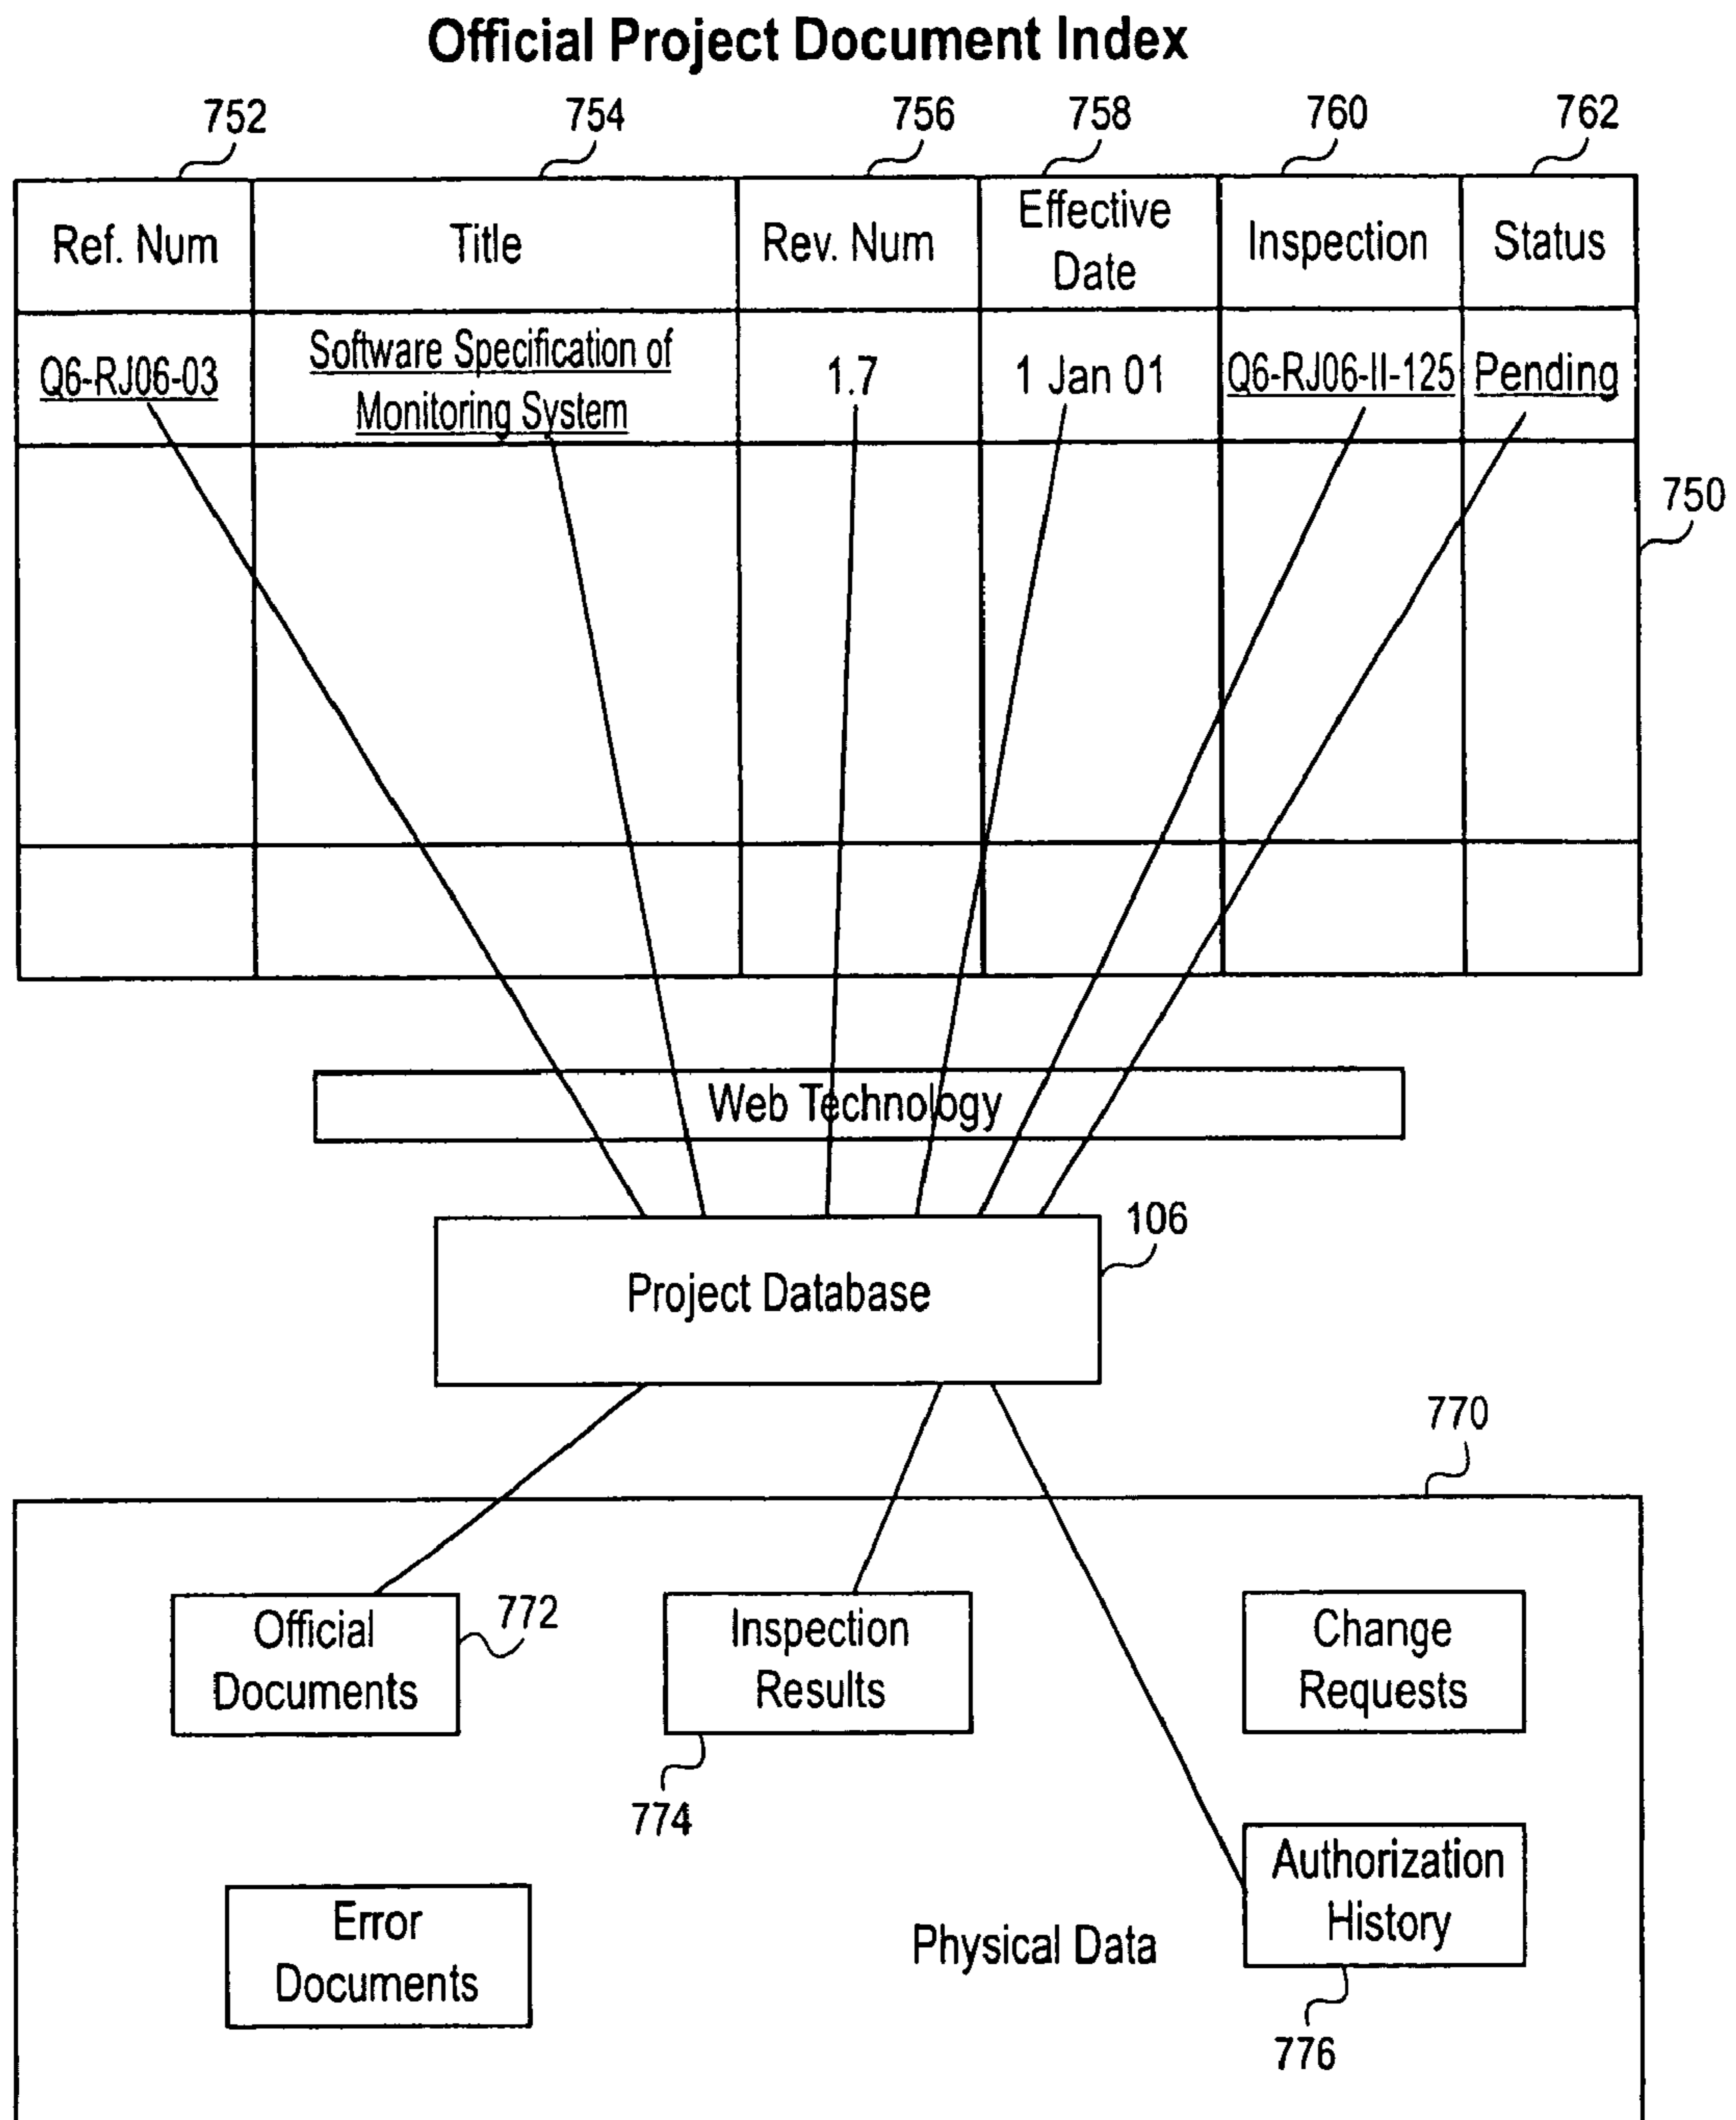 Official Project Document Index
752 754 756 758 760 762
Ref. Num Title Rev. Num Effective Date Inspection Status
Q6-RJ06-03 Software Specification of Monitoring System 1.7 1 Jan 01 Q6-RJ06-II-125 Pending
750
Web Technology
106
Project Database
770
Official
Documents
772
Inspection
Results
774
Change
Requests
Error
Documents
Physical Data
Authorization
History
776